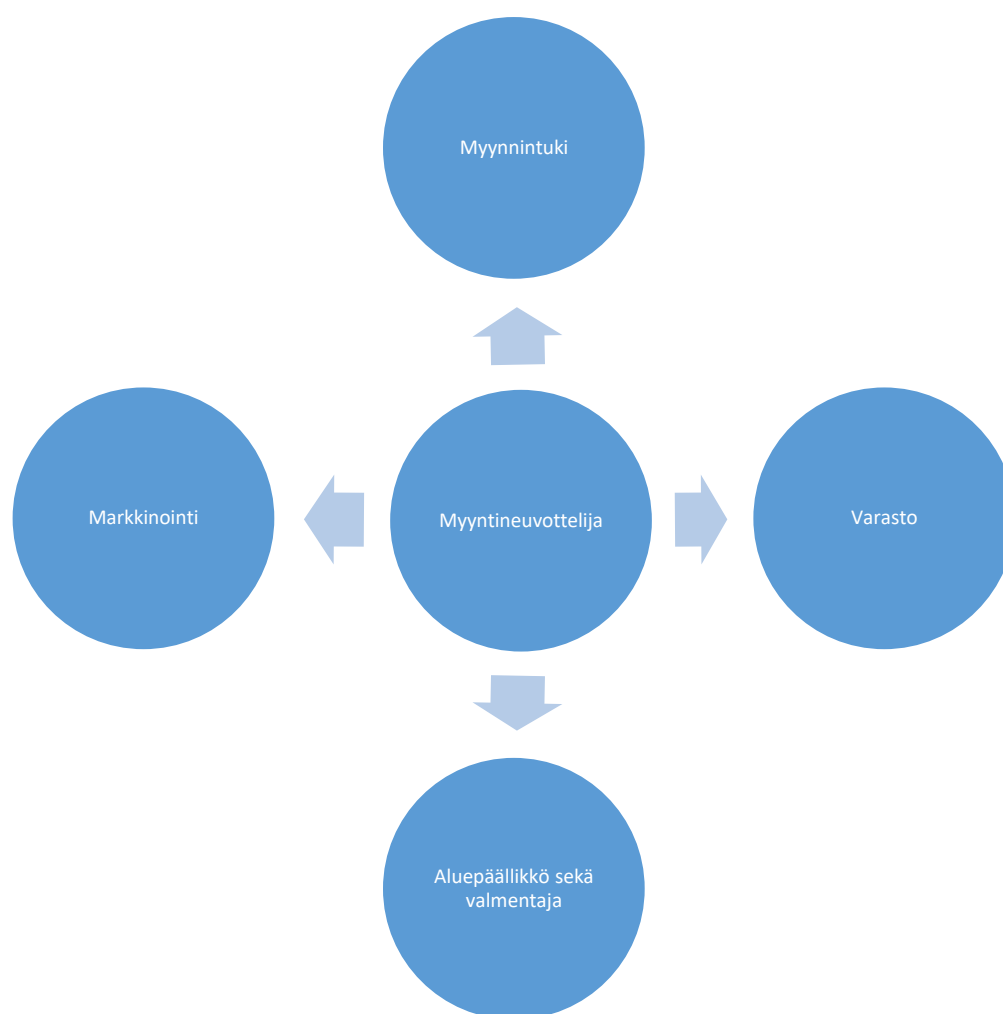 Myynnintuki
Markkinointi
Myyntineuvottelija
Varasto
Aluepäällikkö sekä
valmentaja